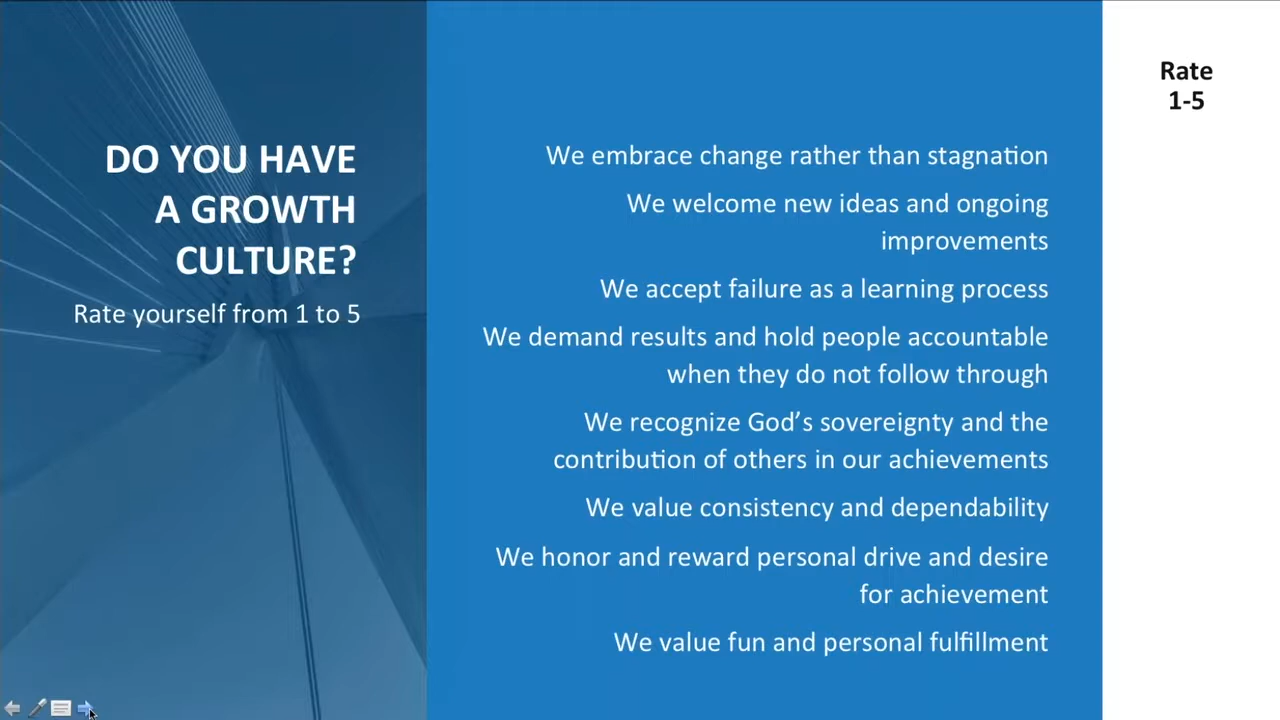 DO YOU HAVE
A GROWTH
CULTURE?
Rate yourself from 1 to 5
We embrace change rather than stagnation
We welcome new ideas and ongoing
improvements
We accept failure as a learning process
We demand results and hold people accountable
when they do not follow through
We recognize God’s sovereignty and the
contribution of others in our achievements
We value consistency and dependability
We honor and reward personal drive and desire
for achievement
We value fun and personal fulfillment
Rate
1-5